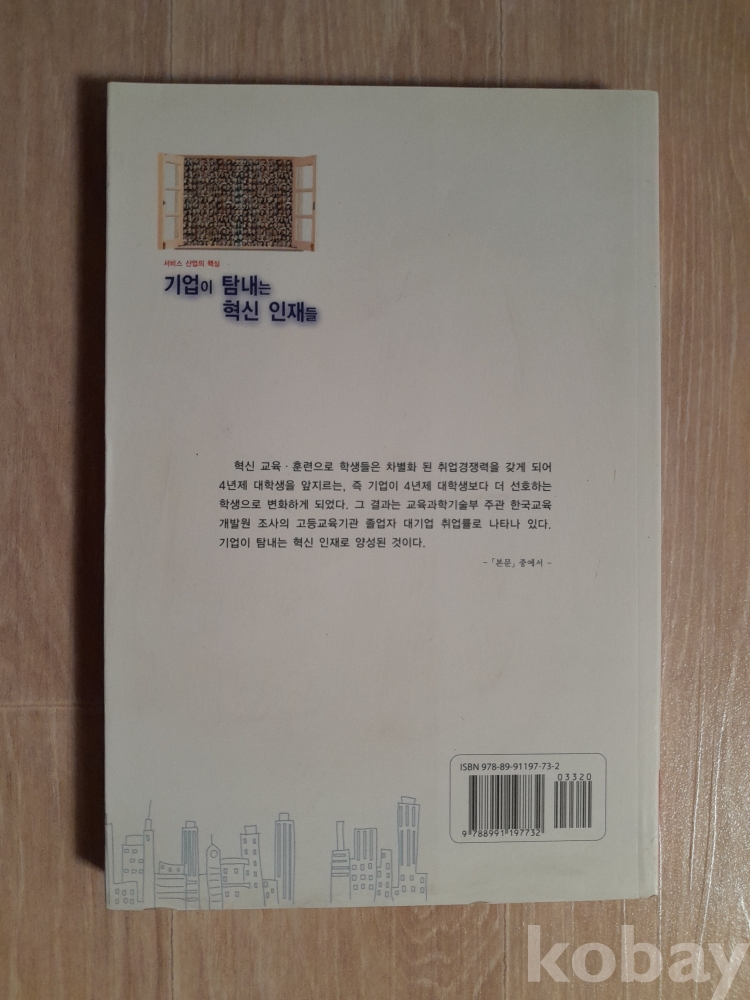 서비스 산업의 핵심
기업이 탐내는
혁신 인재들
혁신 교육 · 훈련으로 학생들은 차별화 된 취업경쟁력을 갖게 되어
4년제 대학생을 앞지르는, 즉 기업이 4년제 대학생보다 더 선호하는
학생으로 변화하게 되었다. 그 결과는 교육과학기술부 주관 한국교육
개발원 조사의 고등교육기관 졸업자 대기업 취업률로 나타나 있다.
기업이 탐내는 혁신 인재로 양성된 것이다.
- 「본문」 중에서 -
ISBN 978-89-91197-73-2
03320
9 788991 197732
kobay